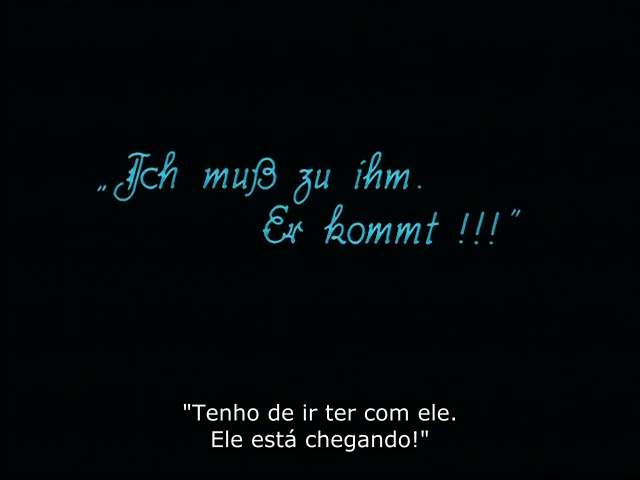 „Ich muß zu ihm.
Er kommt !!!"
"Tenho de ir ter com ele.
Ele está chegando!"